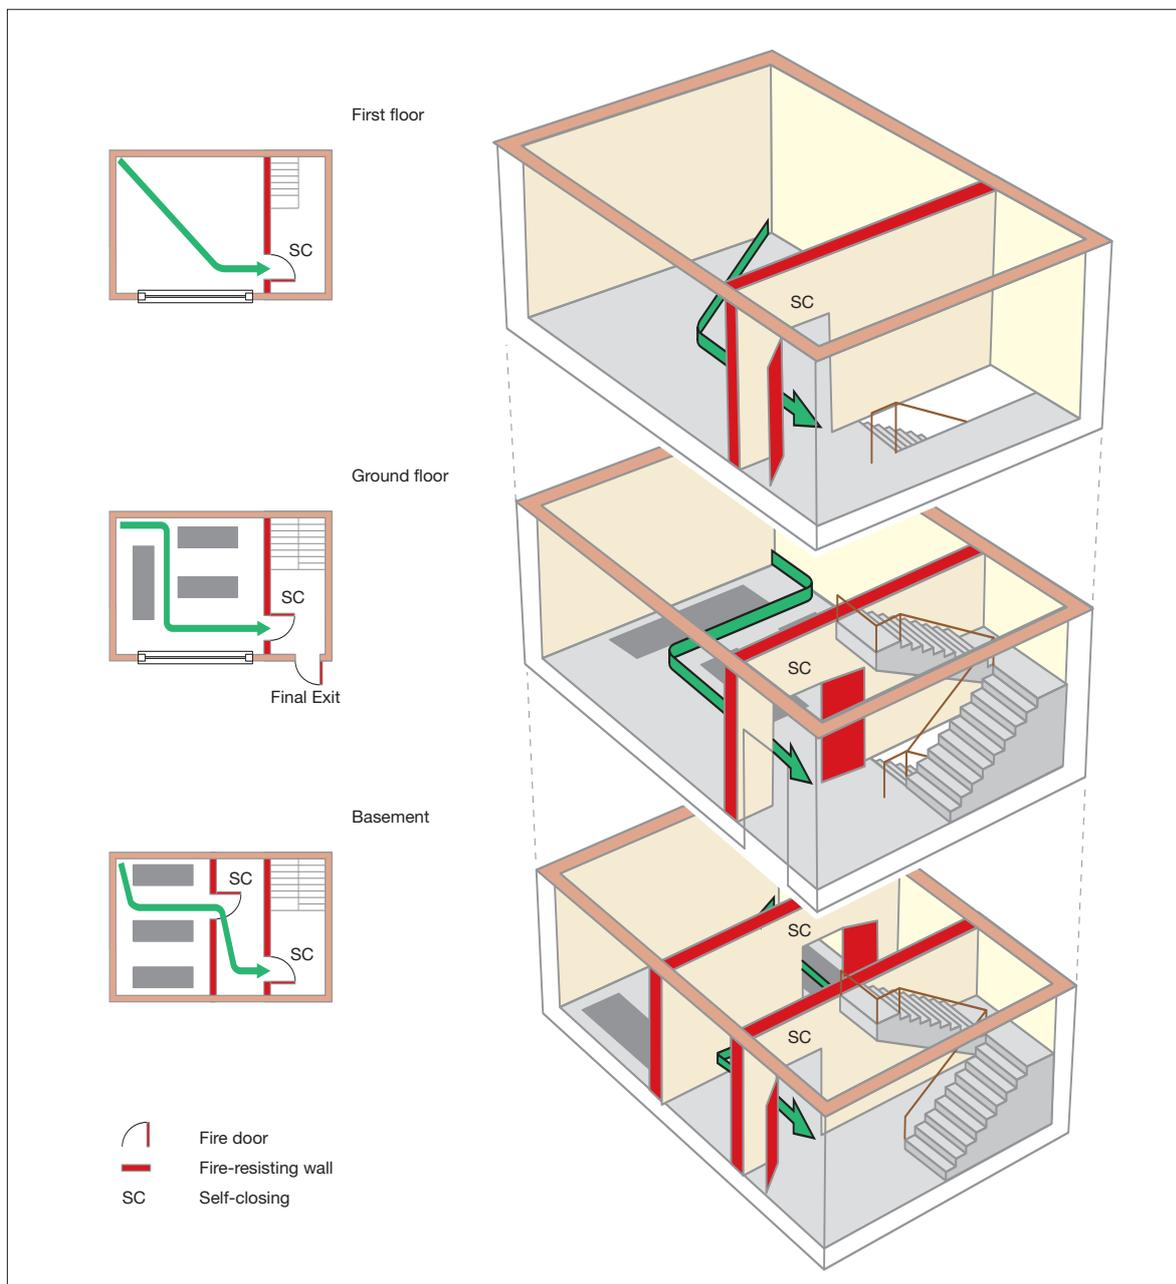 First floor
SC
SC
Ground floor
SC
SC
Final Exit
Basement
SC
SC
SC
SC
Fire door
Fire-resisting wall
SC
Self-closing